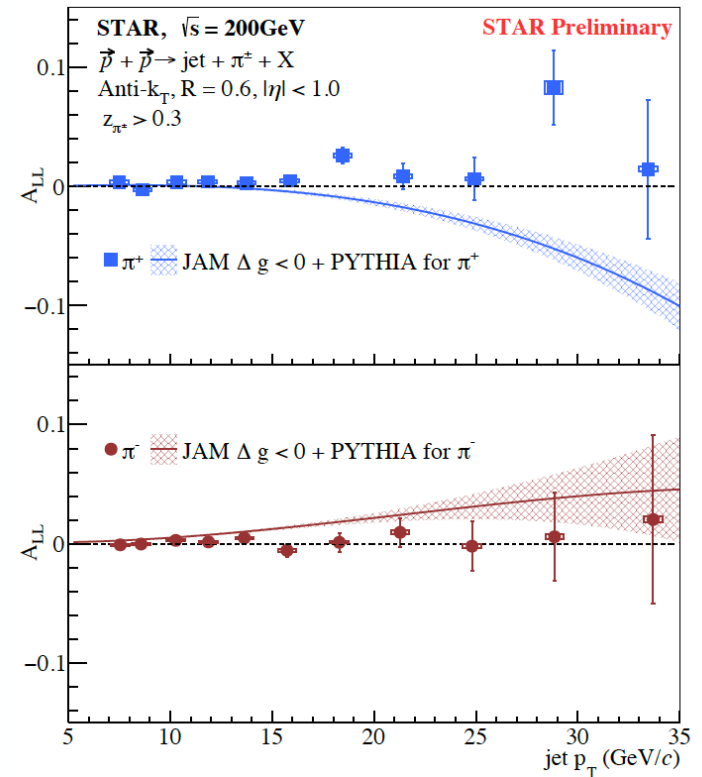 STAR, √s = 200GeV
STAR Preliminary
p⃗ + p⃗ → jet + π± + X
Anti-kT, R = 0.6, |η| < 1.0
zπ± > 0.3
0.1
0
−0.1
ALL
π+ JAM Δ g < 0 + PYTHIA for π+
0.1
0
−0.1
ALL
π- JAM Δ g < 0 + PYTHIA for π-
5 10 15 20 25 30 35
jet pT (GeV/c)